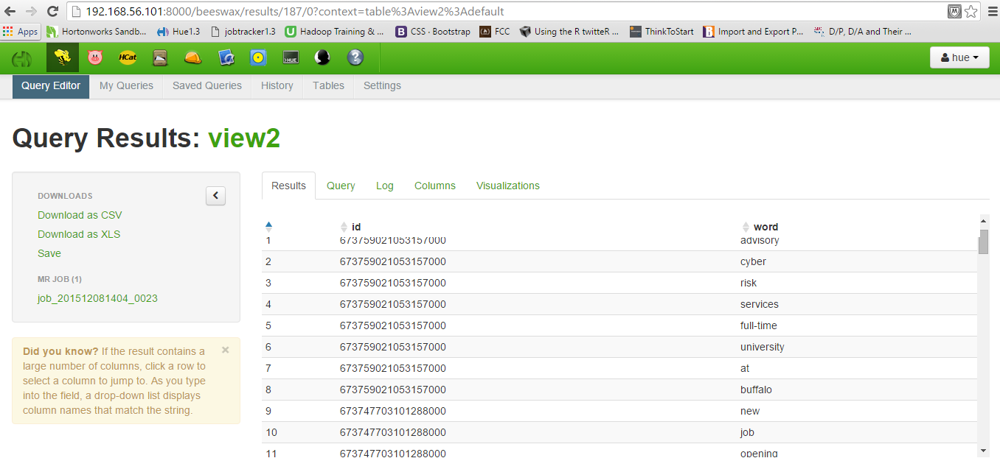 192.168.56.101:8000/beeswax/results/187/0?context=table%3Aview2%3Adefault
Apps Hortonworks Sandb... Hue1.3 jobtracker1.3 Hadoop Training & ... CSS · Bootstrap FCC Using the R twitteR ... ThinkToStart Import and Export P... D/P, D/A and Their ...
HCat >HUE ? hue
Query Editor My Queries Saved Queries History Tables Settings
Query Results: view2
Results Query Log Columns Visualizations
DOWNLOADS
Download as CSV
Download as XLS
Save
MR JOB (1)
job_201512081404_0023
Did you know? If the result contains a
large number of columns, click a row to
select a column to jump to. As you type
into the field, a drop-down list displays
column names that match the string.
id word
1 673759021053157000 advisory
2 673759021053157000 cyber
3 673759021053157000 risk
4 673759021053157000 services
5 673759021053157000 full-time
6 673759021053157000 university
7 673759021053157000 at
8 673759021053157000 buffalo
9 673747703101288000 new
10 673747703101288000 job
11 673747703101288000 opening